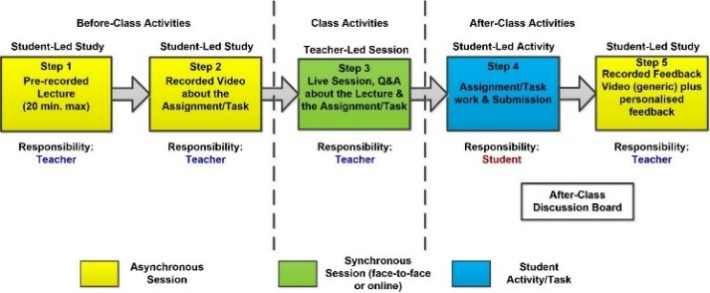 Before-Class Activities
Class Activities
After-Class Activities
Student-Led Study
Step 1
Pre-recorded
Lecture
(20 min. max)
Responsibility:
Teacher
Student-Led Study
Step 2
Recorded Video
about the
Assignment/Task
Responsibility:
Teacher
Teacher-Led Session
Step 3
Live Session, Q&A
about the Lecture &
the Assignment/Task
Responsibility:
Teacher
Student-Led Activity
Step 4
Assignment/Task
work & Submission
Responsibility:
Student
Student-Led Study
Step 5
Recorded Feedback
Video (generic) plus
personalised
feedback
Responsibility:
Teacher
After-Class
Discussion Board
Asynchronous
Session
Synchronous
Session (face-to-face
or online)
Student
Activity/Task